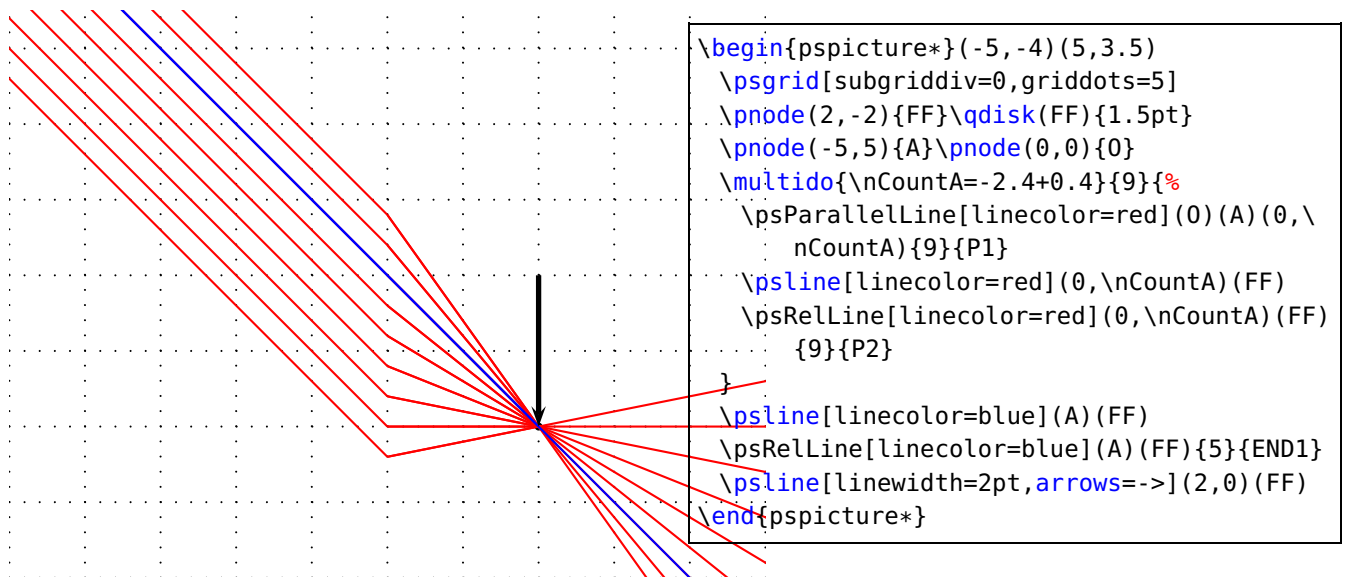 \begin{pspicture*}(-5,-4)(5,3.5)
\psgrid[subgriddiv=0,griddots=5]
\pnode(2,-2){FF}\qdisk(FF){1.5pt}
\pnode(-5,5){A}\pnode(0,0){O}
\multido{\nCountA=-2.4+0.4}{9}{%
\psParallelLine[linecolor=red](O)(A)(0,\
nCountA){9}{P1}
\psline[linecolor=red](0,\nCountA)(FF)
\psRelLine[linecolor=red](0,\nCountA)(FF)
{9}{P2}
}
\psline[linecolor=blue](A)(FF)
\psRelLine[linecolor=blue](A)(FF){5}{END1}
\psline[linewidth=2pt,arrows=->](2,0)(FF)
\end{pspicture*}